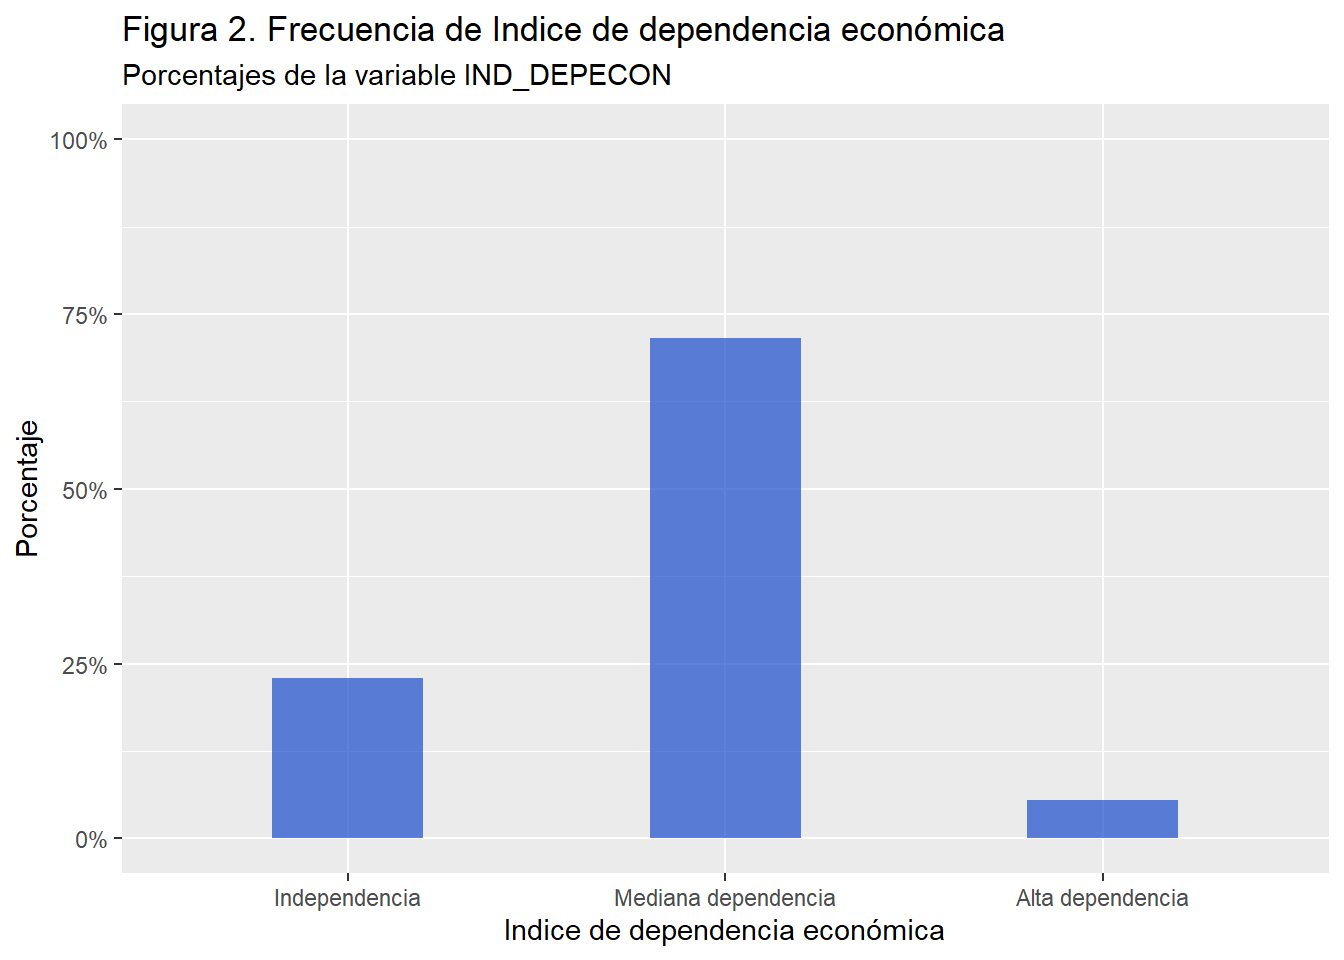 Figura 2. Frecuencia de Indice de dependencia económica
Porcentajes de la variable IND_DEPECON
100%
75%
50%
25%
0%
Porcentaje
Independencia
Mediana dependencia
Alta dependencia
Indice de dependencia económica